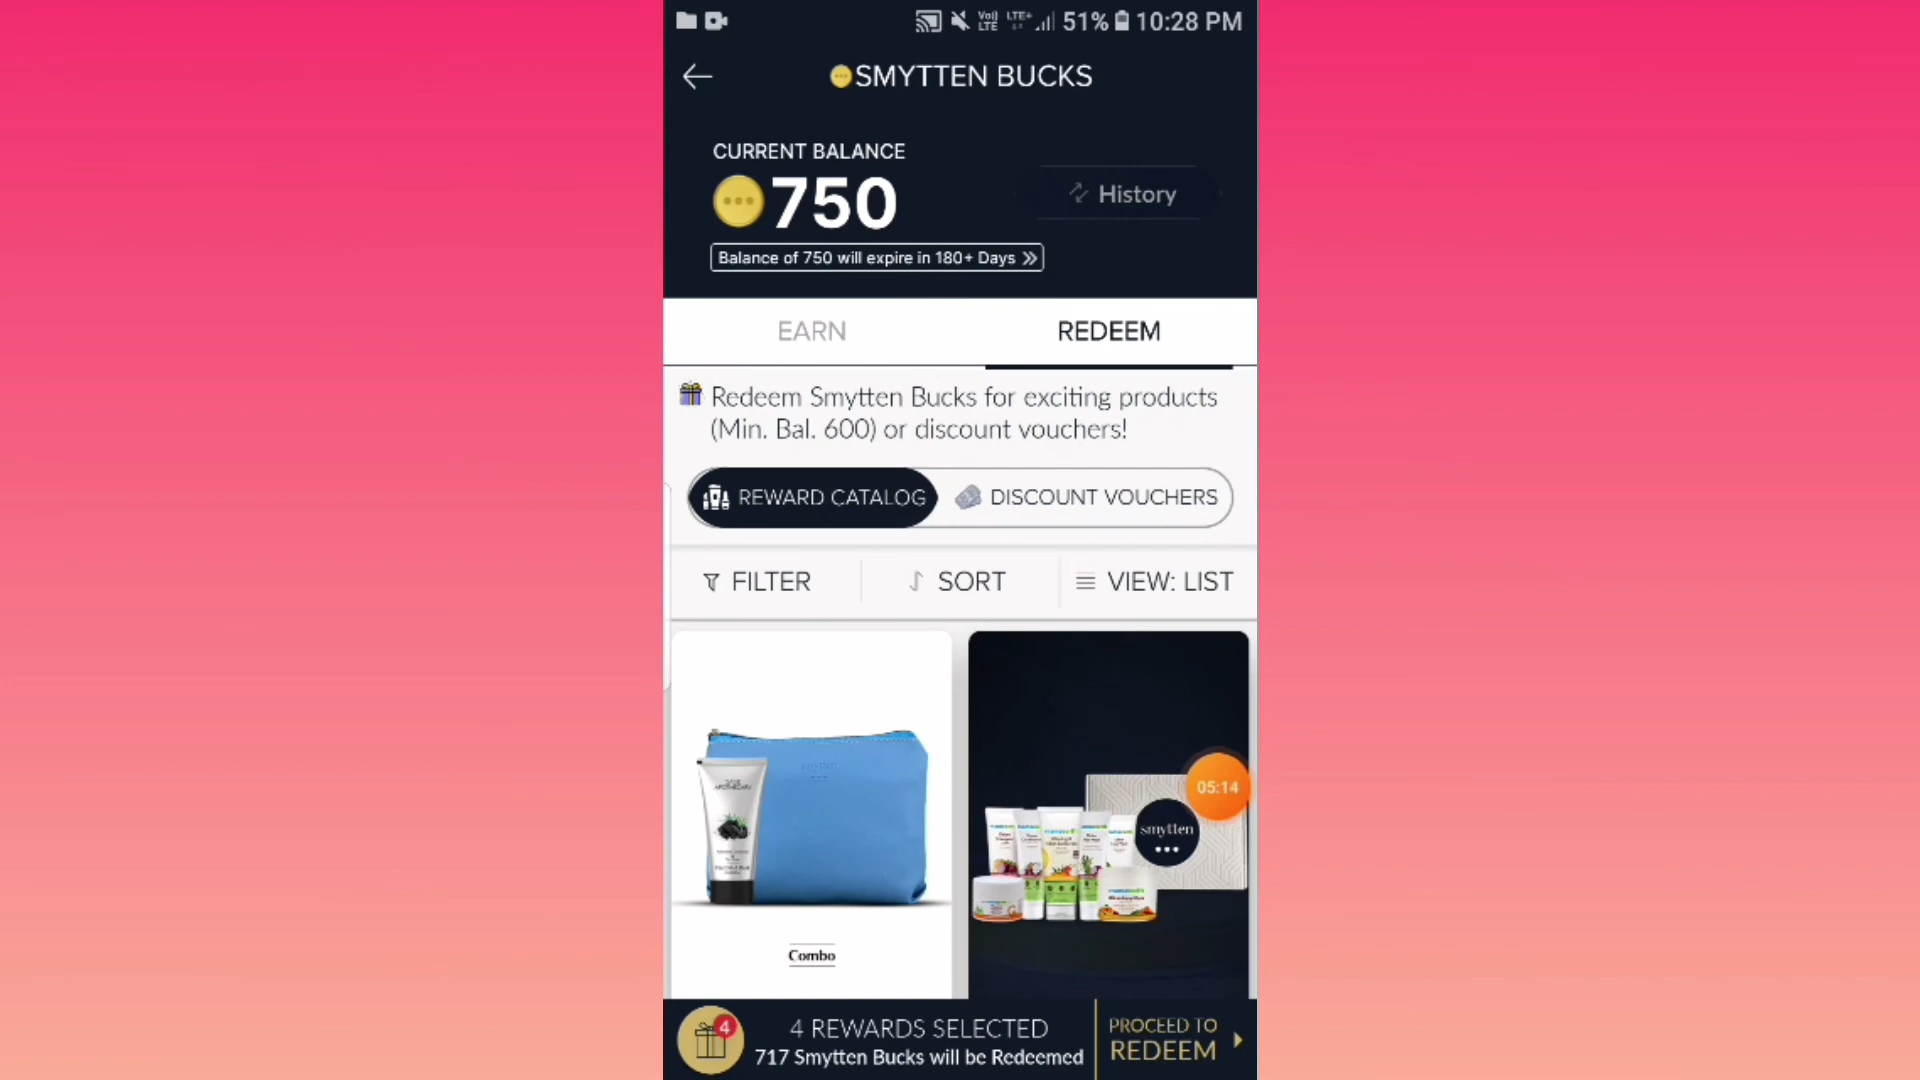 Vo) LTE LTE+ 51% 10:28 PM
SMYTTEN BUCKS
CURRENT BALANCE
750
History
Balance of 750 will expire in 180+ Days
EARN
REDEEM
Redeem Smytten Bucks for exciting products
(Min. Bal. 600) or discount vouchers!
REWARD CATALOG
DISCOUNT VOUCHERS
FILTER
SORT
VIEW: LIST
05:14
smytten
Combo
4
4 REWARDS SELECTED
717 Smytten Bucks will be Redeemed
PROCEED TO
REDEEM